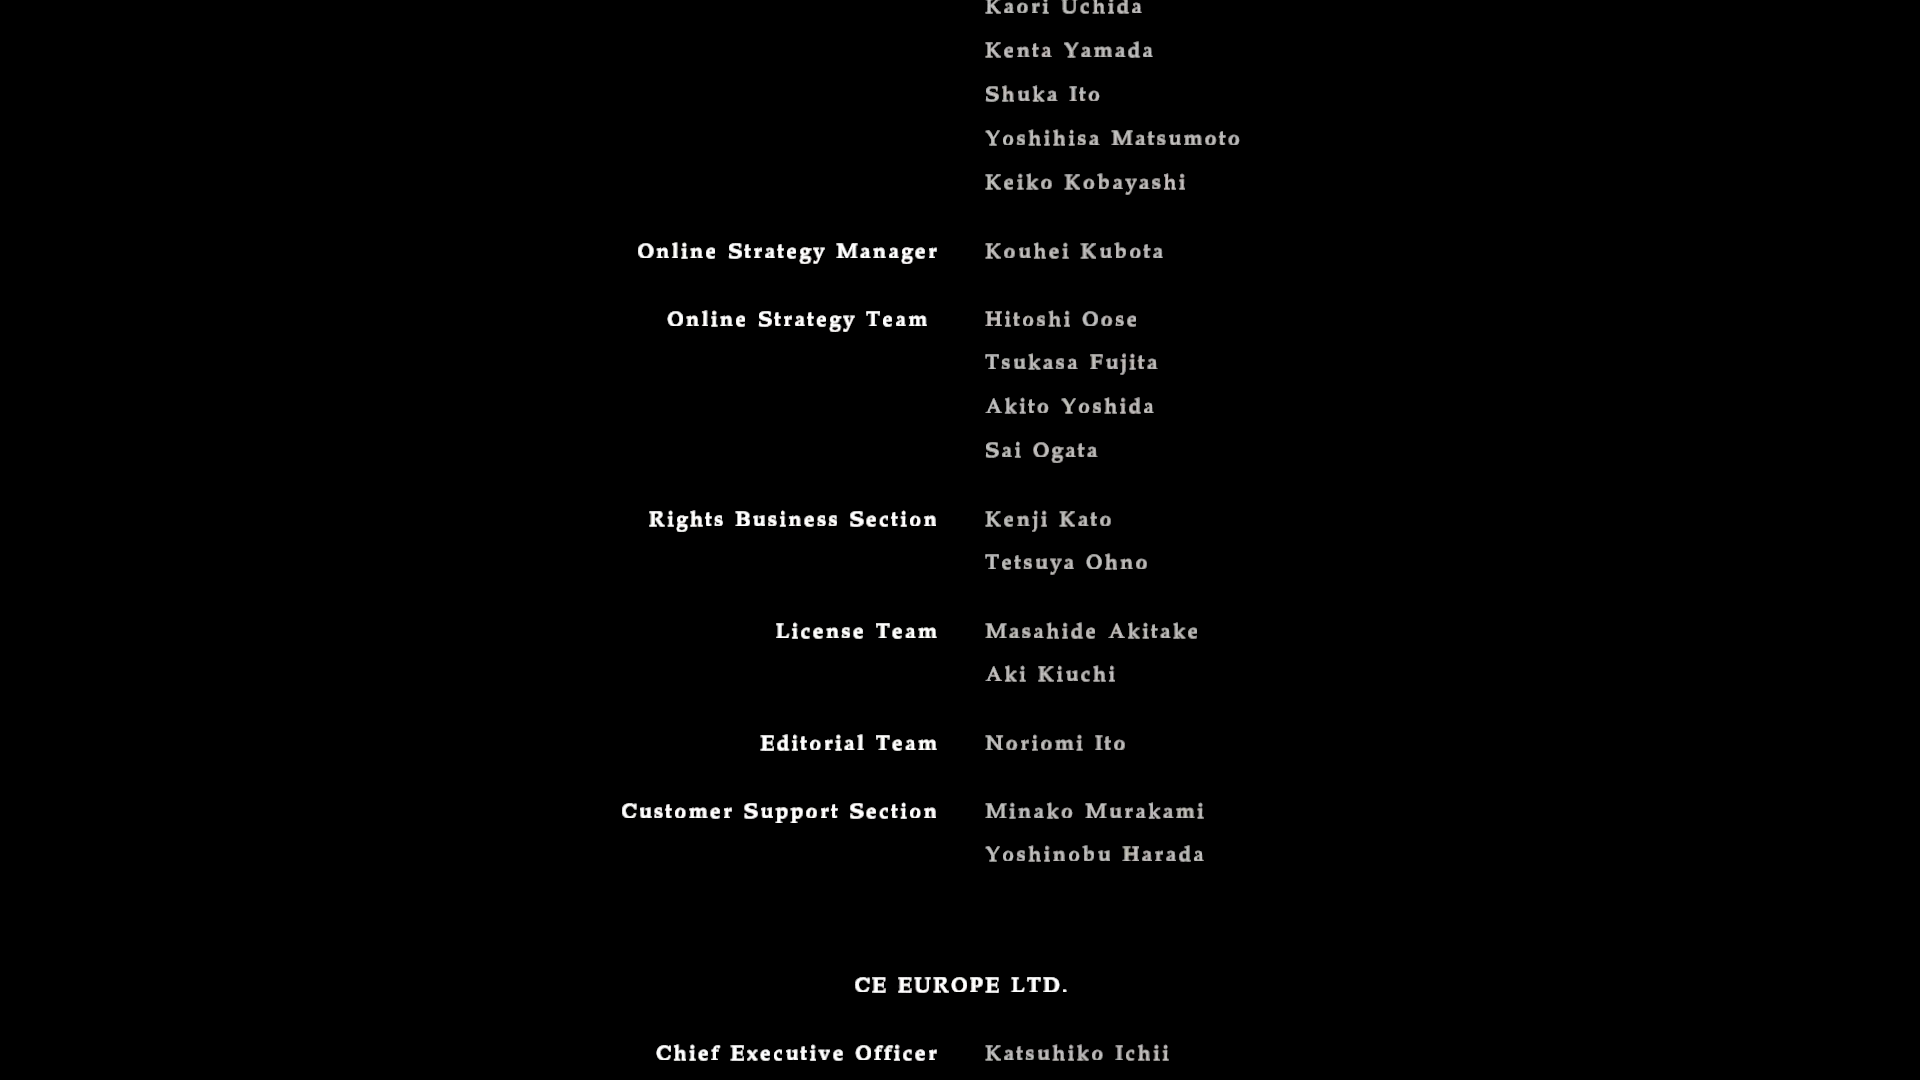 Kaori Uchida
Kenta Yamada
Shuka Ito
Yoshihisa Matsumoto
Keiko Kobayashi
Online Strategy Manager Kouhei Kubota
Online Strategy Team Hitoshi Oose
Tsukasa Fujita
Akito Yoshida
Sai Ogata
Rights Business Section Kenji Kato
Tetsuya Ohno
License Team Masahide Akitake
Aki Kiuchi
Editorial Team Noriomi Ito
Customer Support Section Minako Murakami
Yoshinobu Harada
CE EUROPE LTD.
Chief Executive Officer Katsuhiko Ichii